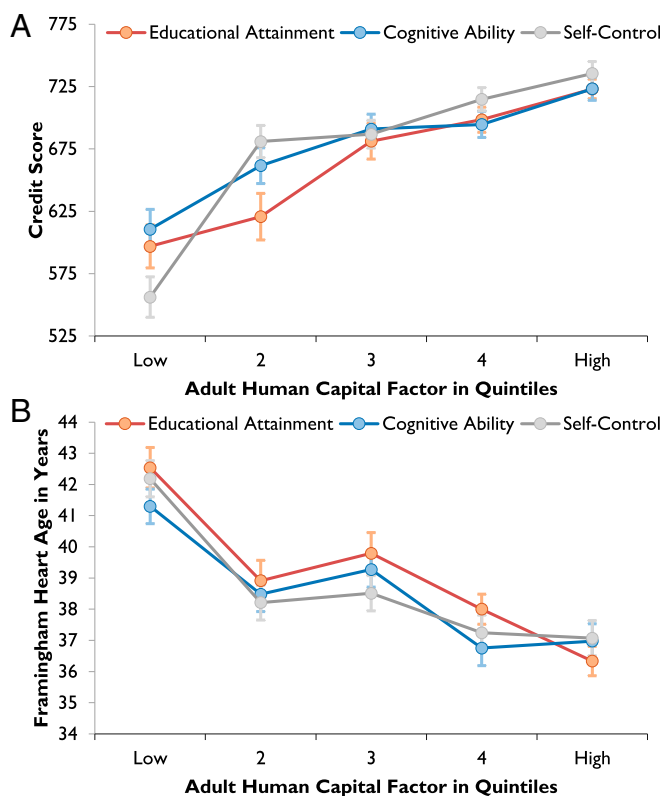 A
Educational Attainment Cognitive Ability Self-Control
Credit Score
775
725
675
625
575
525
Low 2 3 4 High
Adult Human Capital Factor in Quintiles
B
Educational Attainment Cognitive Ability Self-Control
Framingham Heart Age in Years
44
43
42
41
40
39
38
37
36
35
34
Low 2 3 4 High
Adult Human Capital Factor in Quintiles